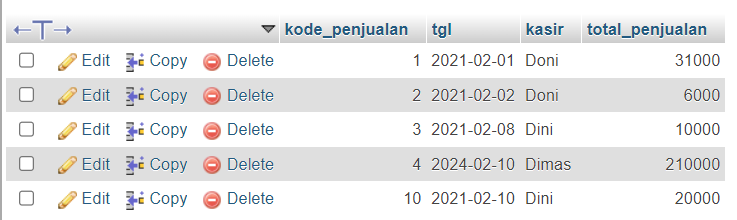 kode_penjualan tgl kasir total_penjualan
Edit Copy Delete 1 2021-02-01 Doni 31000
Edit Copy Delete 2 2021-02-02 Doni 6000
Edit Copy Delete 3 2021-02-08 Dini 10000
Edit Copy Delete 4 2024-02-10 Dimas 210000
Edit Copy Delete 10 2021-02-10 Dini 20000